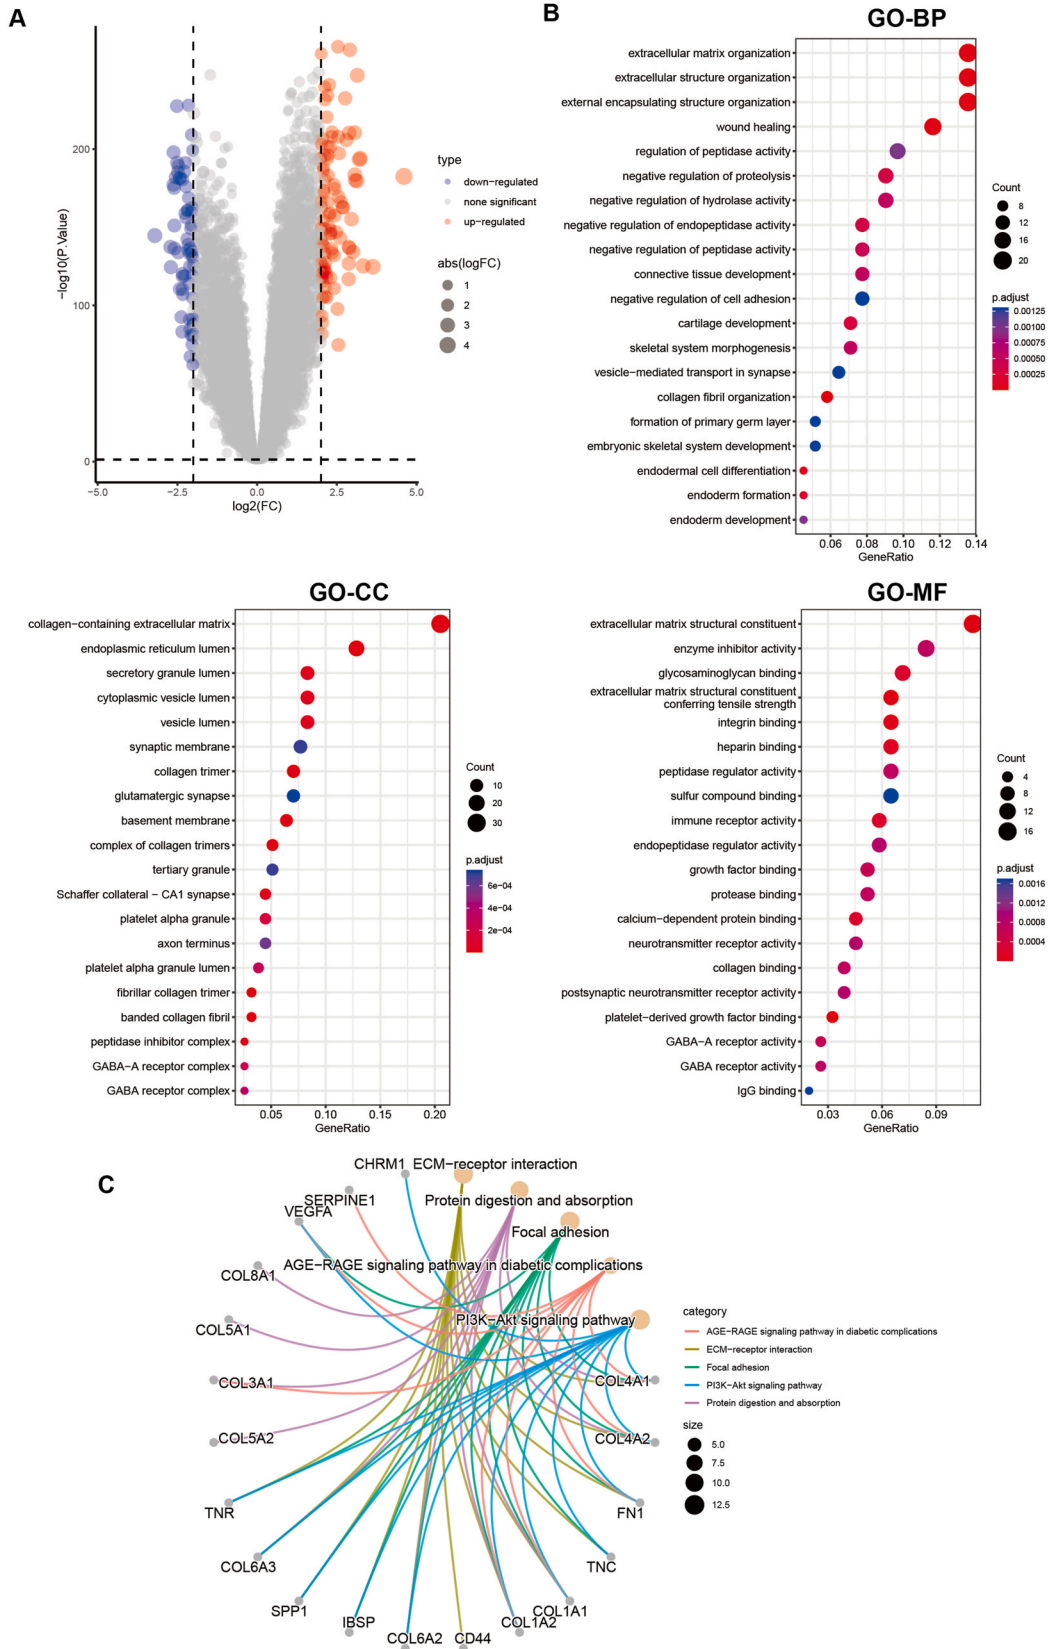 A
−log10(P.Value)
200
100
0
−5.0
−2.5
0.0
2.5
5.0
log2(FC)
type
down−regulated
none significant
up−regulated
abs(logFC)
1
2
3
4
B
GO-BP
extracellular matrix organization
extracellular structure organization
external encapsulating structure organization
wound healing
regulation of peptidase activity
negative regulation of proteolysis
negative regulation of hydrolase activity
negative regulation of endopeptidase activity
negative regulation of peptidase activity
connective tissue development
negative regulation of cell adhesion
cartilage development
skeletal system morphogenesis
vesicle−mediated transport in synapse
collagen fibril organization
formation of primary germ layer
embryonic skeletal system development
endodermal cell differentiation
endoderm formation
endoderm development
0.06
0.08
0.10
0.12
0.14
GeneRatio
Count
8
12
16
20
p.adjust
0.00125
0.00100
0.00075
0.00050
0.00025
GO-CC
collagen−containing extracellular matrix
endoplasmic reticulum lumen
secretory granule lumen
cytoplasmic vesicle lumen
vesicle lumen
synaptic membrane
collagen trimer
glutamatergic synapse
basement membrane
complex of collagen trimers
tertiary granule
Schaffer collateral − CA1 synapse
platelet alpha granule
axon terminus
platelet alpha granule lumen
fibrillar collagen trimer
banded collagen fibril
peptidase inhibitor complex
GABA−A receptor complex
GABA receptor complex
0.05
0.10
0.15
0.20
GeneRatio
Count
10
20
30
p.adjust
6e−04
4e−04
2e−04
GO-MF
extracellular matrix structural constituent
enzyme inhibitor activity
glycosaminoglycan binding
extracellular matrix structural constituent
conferring tensile strength
integrin binding
heparin binding
peptidase regulator activity
sulfur compound binding
immune receptor activity
endopeptidase regulator activity
growth factor binding
protease binding
calcium−dependent protein binding
neurotransmitter receptor activity
collagen binding
postsynaptic neurotransmitter receptor activity
platelet−derived growth factor binding
GABA−A receptor activity
GABA receptor activity
IgG binding
0.03
0.06
0.09
GeneRatio
Count
4
8
12
16
p.adjust
0.0016
0.0012
0.0008
0.0004
C
CHRM1
ECM−receptor interaction
SERPINE1
Protein digestion and absorption
VEGFA
Focal adhesion
COL8A1
AGE−RAGE signaling pathway in diabetic complications
COL5A1
PI3K−Akt signaling pathway
COL3A1
COL4A1
COL5A2
COL4A2
TNR
FN1
COL6A3
TNC
SPP1
COL1A1
IBSP
COL1A2
COL6A2
CD44
category
AGE−RAGE signaling pathway in diabetic complications
ECM−receptor interaction
Focal adhesion
PI3K−Akt signaling pathway
Protein digestion and absorption
size
5.0
7.5
10.0
12.5